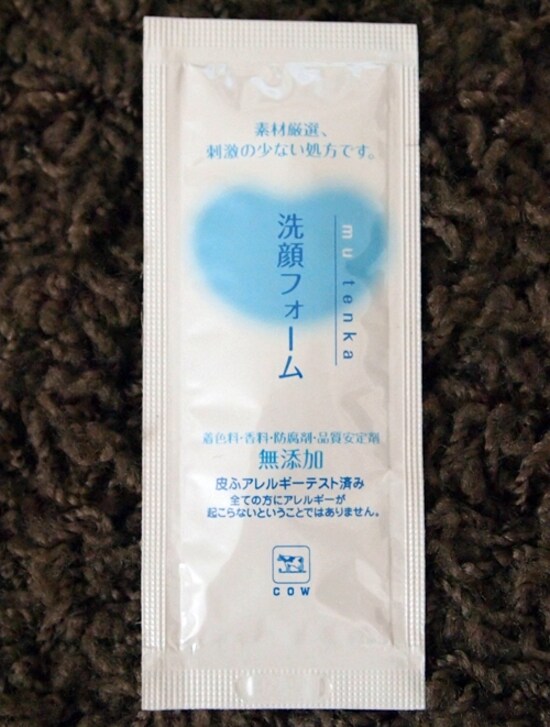 素材厳選、
刺激の少ない処方です。
洗顔フォーム
mu tenka
着色料・香料・防腐剤・品質安定剤
無添加
皮ふアレルギーテスト済み
全ての方にアレルギーが
起こらないということではありません。
COW